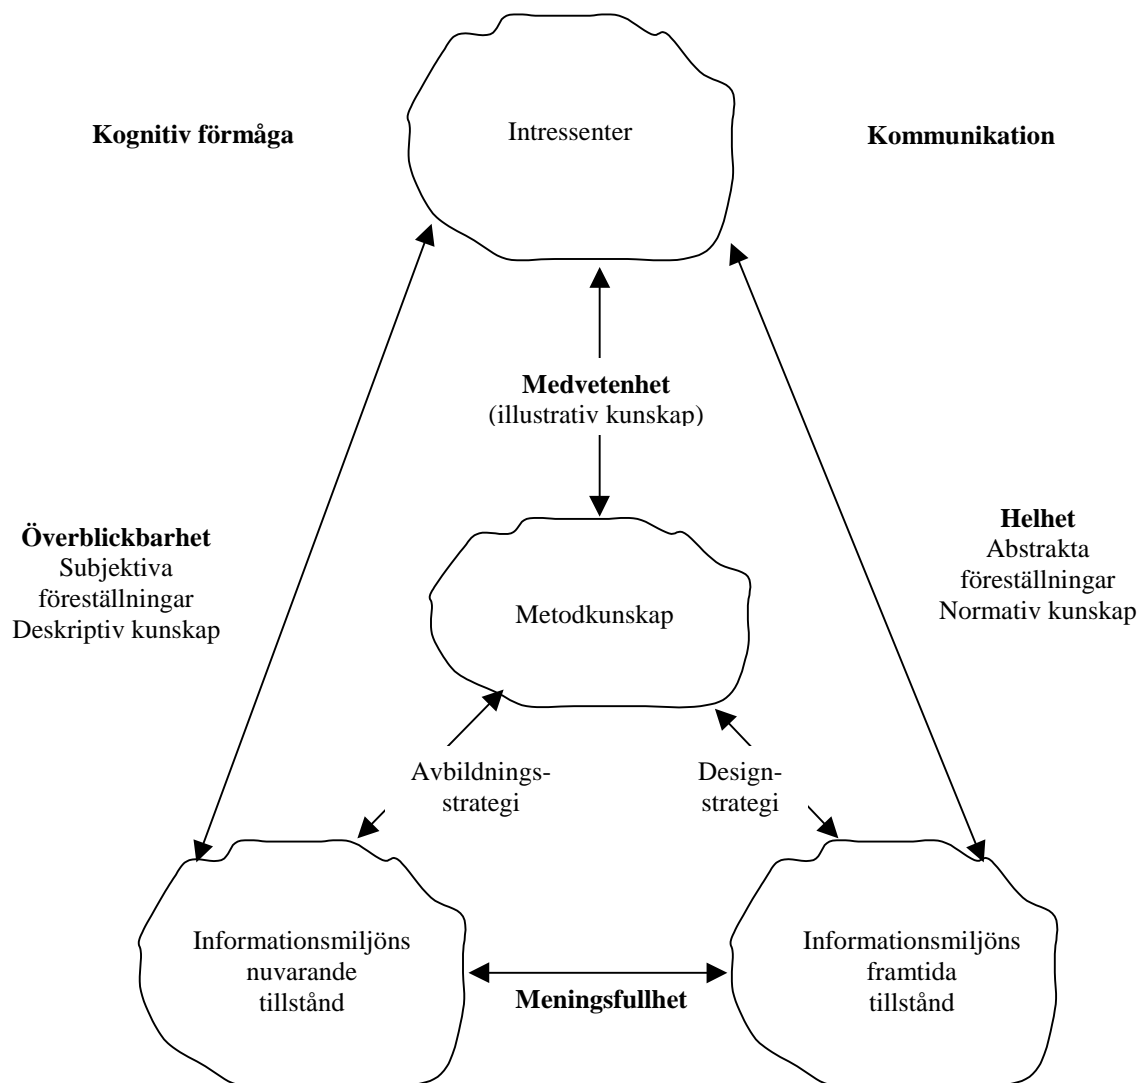 Intressenter
Kognitiv förmåga
Kommunikation
Medvetenhet
(illustrativ kunskap)
Överblickbarhet
Subjektiva
föreställningar
Deskriptiv kunskap
Helhet
Abstrakta
föreställningar
Normativ kunskap
Metodkunskap
Avbildnings-
strategi
Design-
strategi
Informationsmiljöns
nuvarande
tillstånd
Meningsfullhet
Informationsmiljöns
framtida
tillstånd